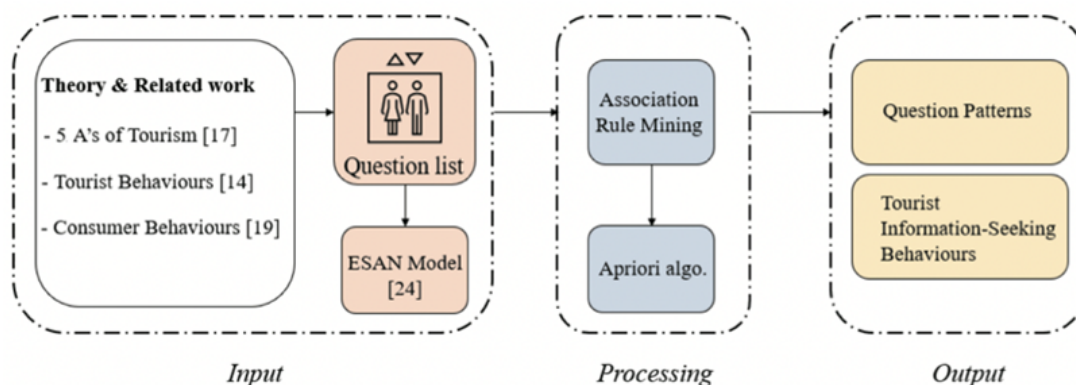 Theory & Related work
- 5 A's of Tourism [17]
- Tourist Behaviours [14]
- Consumer Behaviours [19]
Question list
ESAN Model
[24]
Input
Association
Rule Mining
Apriori algo.
Processing
Question Patterns
Tourist
Information-Seeking
Behaviours
Output